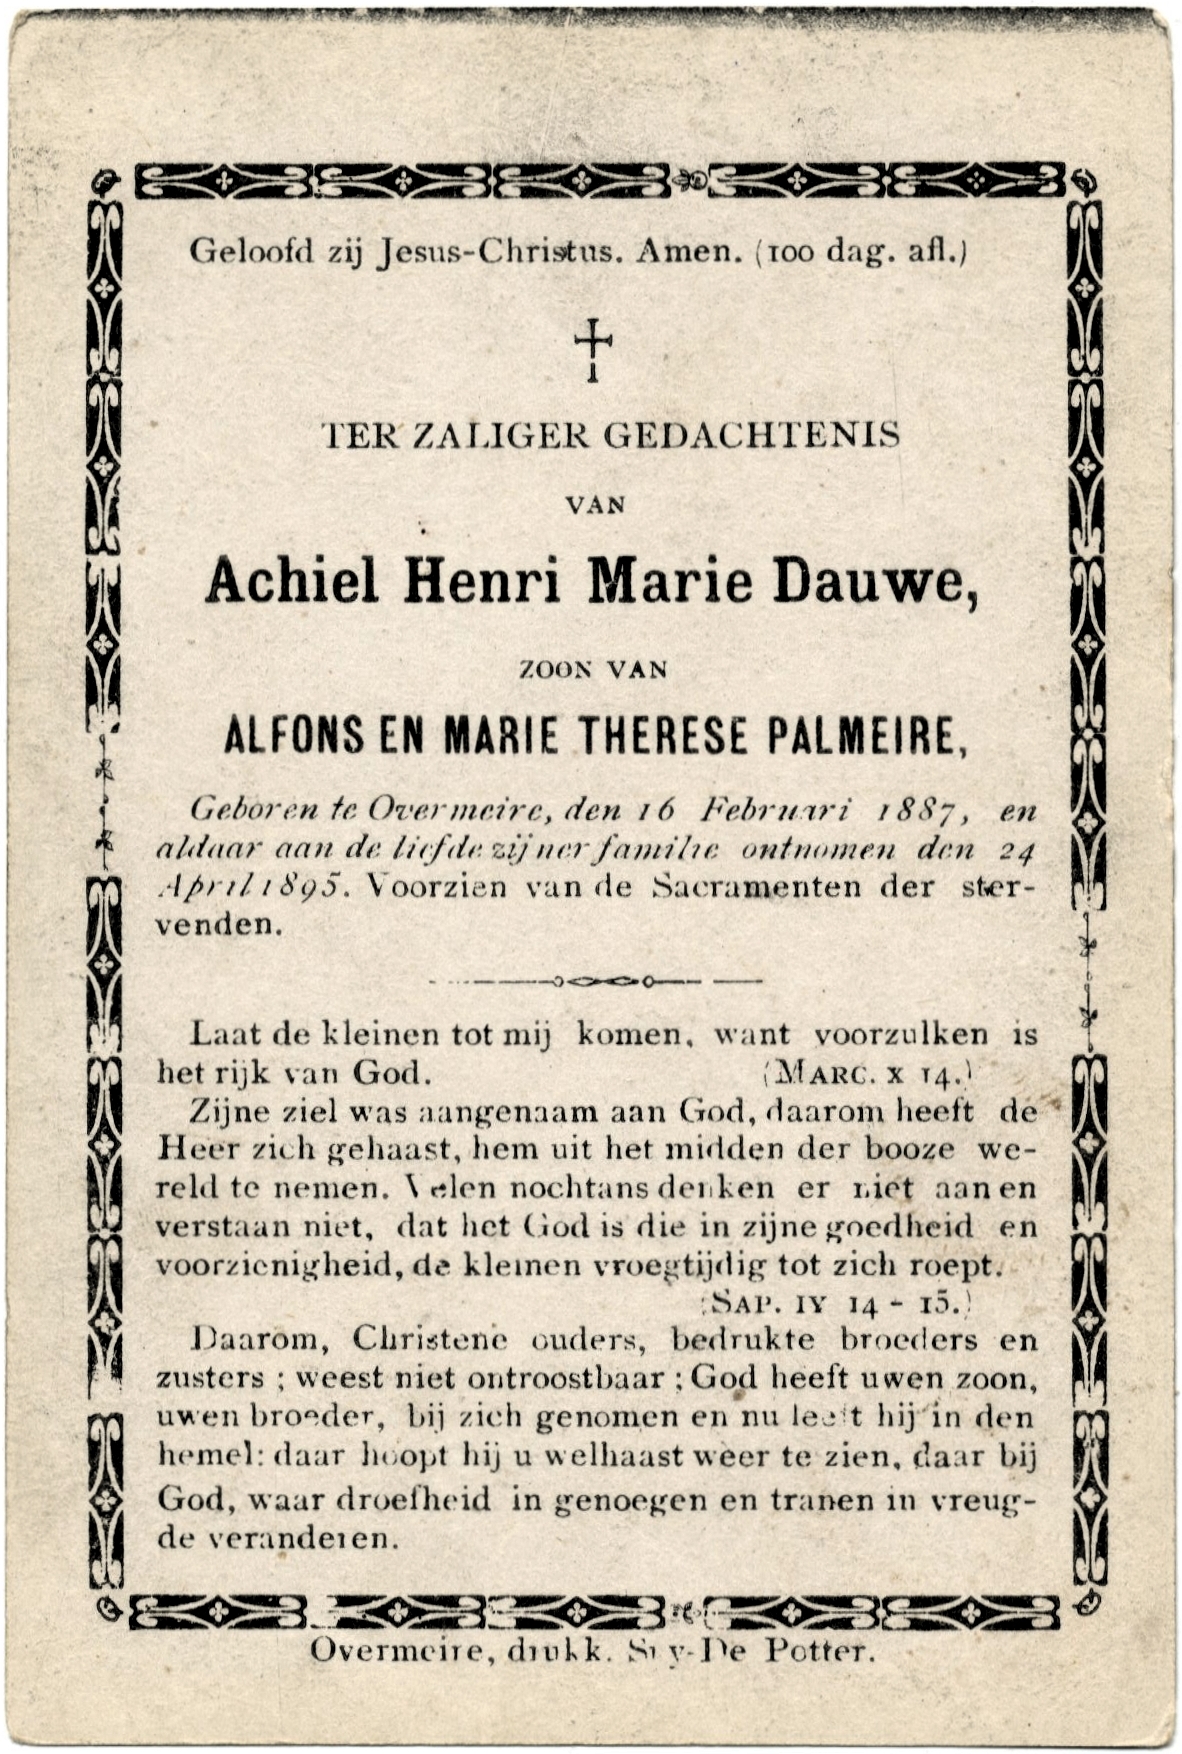 Geloofd zij Jesus-Christus. Amen. (100 dag. afl.)
TER ZALIGER GEDACHTENIS
VAN
Achiel Henri Marie Dauwe,
ZOON VAN
ALFONS EN MARIE THERESE PALMEIRE,
Geboren te Overmeire, den 16 Februari 1887, en
aldaar aan de liefde zijner familie ontnomen den 24
April 1895. Voorzien van de Sacramenten der ster-
venden.
Laat de kleinen tot mij komen, want voorzulken is
het rijk van God. (MARC. X 14.)
Zijne ziel was aangenaam aan God, daarom heeft de
Heer zich gehaast, hem uit het midden der booze we-
reld te nemen. Velen nochtans denken er niet aan en
verstaan niet, dat het God is die in zijne goedheid en
voorzienigheid, de kleinen vroegtijdig tot zich roept.
(SAP. IV 14 - 15.)
Daarom, Christene ouders, bedrukte broeders en
zusters ; weest niet ontroostbaar ; God heeft uwen zoon,
uwen broeder, bij zich genomen en nu leeft hij in den
hemel: daar hoopt hij u welhaast weer te zien, daar bij
God, waar droefheid in genoegen en tranen in vreug-
de veranderen.
Overmeire, drukk. De Potter.